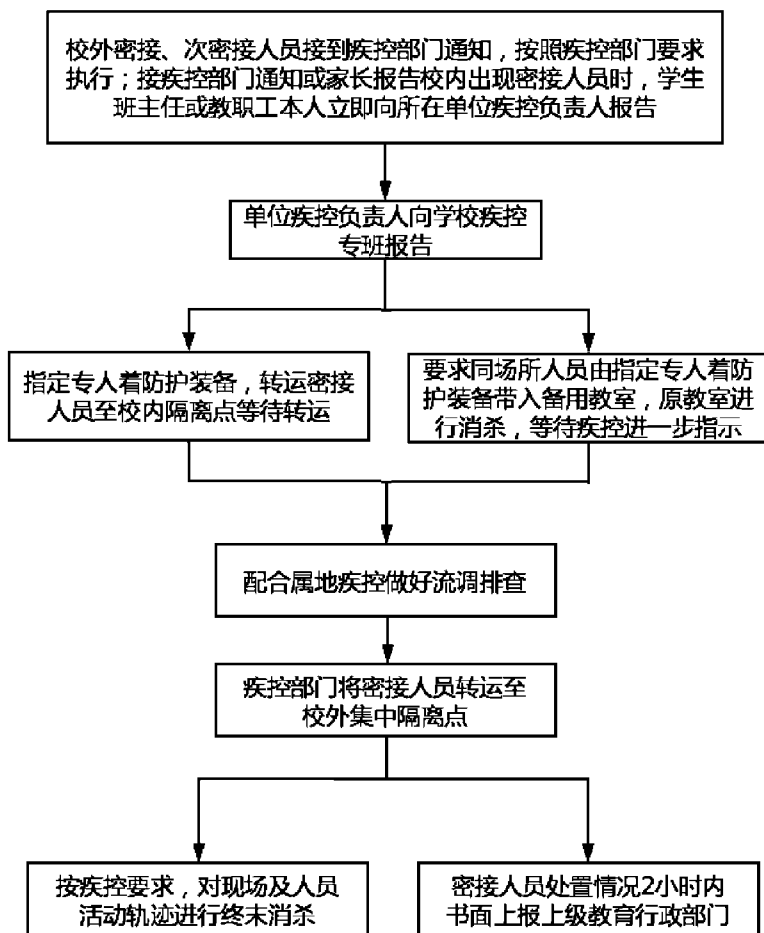 校外密接、次密接人员接到疾控部门通知，按照疾控部门要求
执行；按疾控部门通知或家长报告校内出现密接人员时，学生
班主任或教职工本人立即向所在单位疾控负责人报告
单位疾控负责人向学校疾控
专班报告
指定专人着防护装备，转运密接
人员至校内隔离点等待转运
要求同场所人员由指定专人着防
护装备带入备用教室，原教室进
行消杀，等待疾控进一步指示
配合属地疾控做好流调排查
疾控部门将密接人员转运至
校外集中隔离点
按疾控要求，对现场及人员
活动轨迹进行终末消杀
密接人员处置情况2小时内
书面上报上级教育行政部门